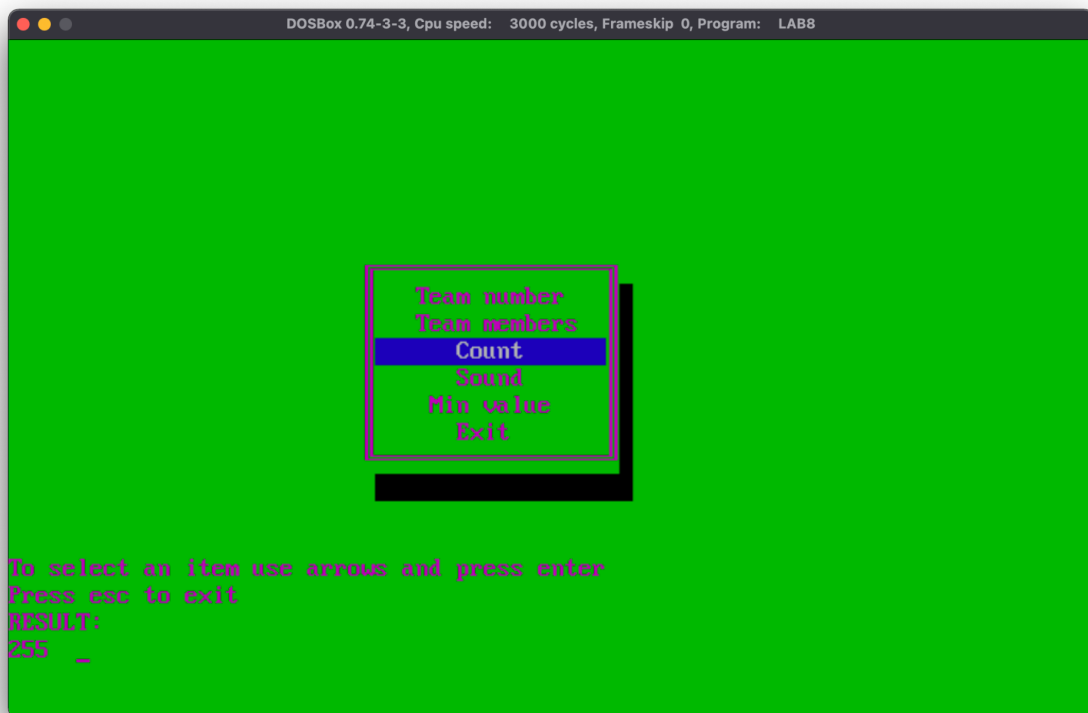 DOSBox 0.74-3-3, Cpu speed: 3000 cycles, Frameskip 0, Program: LAB8
Team number
Team members
Count
Sound
Min value
Exit
To select an item use arrows and press enter
Press esc to exit
RESULT:
255 _